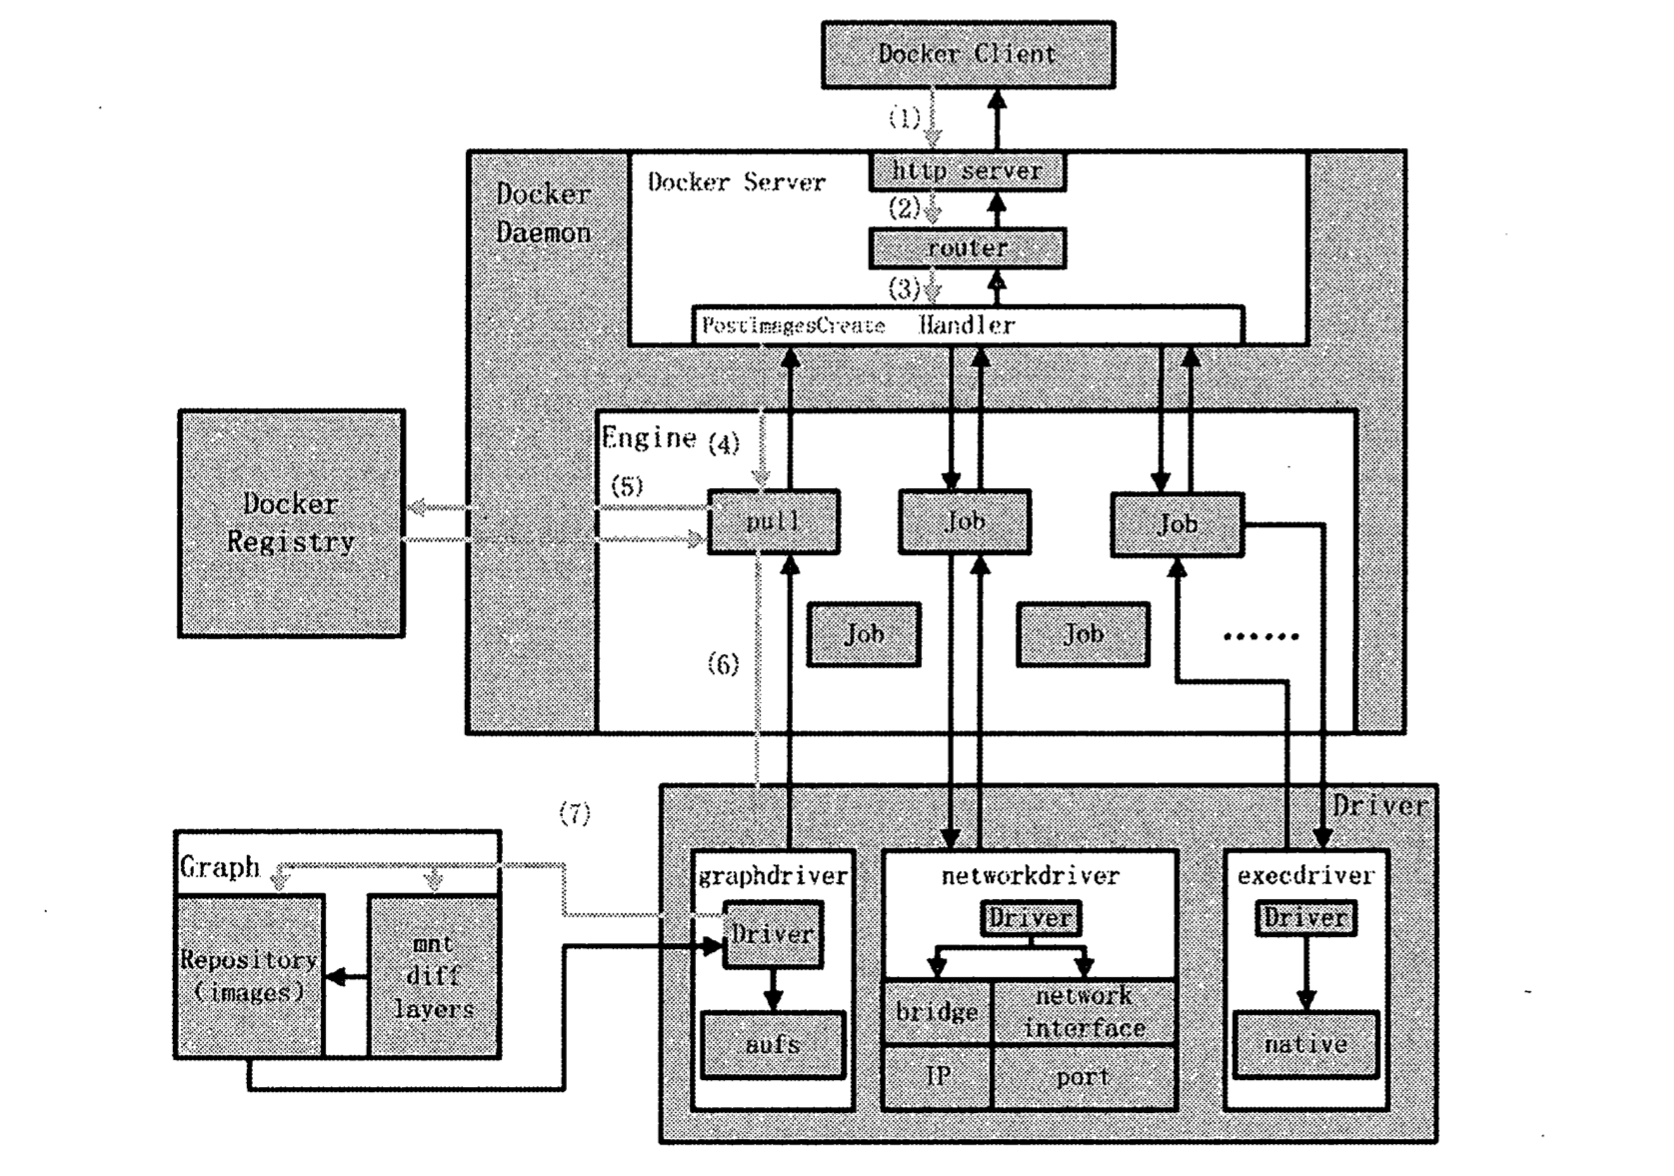 Docker Client
(1)
Docker
Daemon
Docker Server
http server
(2)
router
(3)
PostimagesCreate Handler
Engine
(4)
(5)
Docker
Registry
pull
Job
Job
Job
Job
......
(6)
(7)
Driver
Graph
graphdriver
networkdriver
execdriver
Driver
Driver
Driver
Repository
(images)
mnt
diff
layers
bridge
network
interface
aufs
native
IP
port